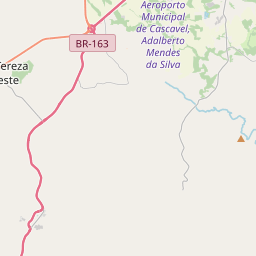 Aeroporto
Municipal
de Cascavel,
Adalberto
Mendes
da Silva
BR-163
ereza
este